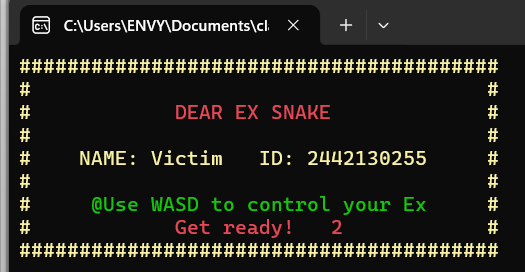 C:\Users\ENVY\Documents\cl
########################################
#                                      #
#            DEAR EX SNAKE             #
#                                      #
#    NAME: Victim   ID: 2442130255     #
#                                      #
#     @Use WASD to control your Ex     #
#            Get ready!   2            #
########################################